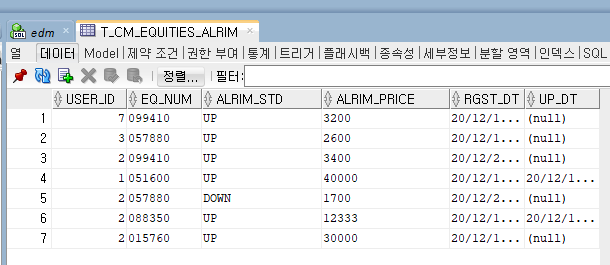 edm × T_CM_EQUITIES_ALRIM ×
열 데이터 Model 제약 조건 권한 부여 통계 트리거 플래시백 종속성 세부정보 분할 영역 인덱스 SQL
정렬... 필터:
USER_ID EQ_NUM ALRIM_STD ALRIM_PRICE RGST_DT UP_DT
1 7 099410 UP 3200 20/12/1... (null)
2 3 057880 UP 2600 20/12/1... (null)
3 2 099410 UP 3400 20/12/2... (null)
4 1 051600 UP 40000 20/12/1... 20/12/1...
5 2 057880 DOWN 1700 20/12/2... (null)
6 2 088350 UP 12333 20/12/1... 20/12/1...
7 2 015760 UP 30000 20/12/1... (null)